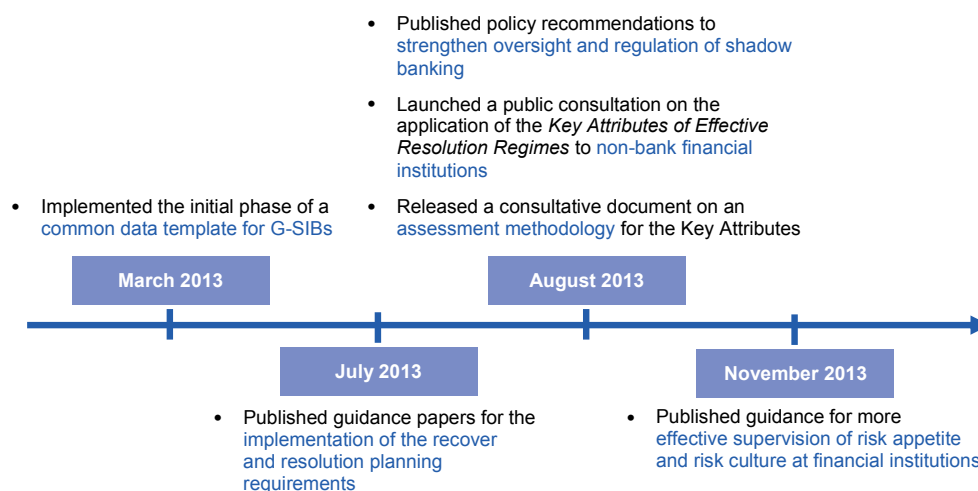 • Published policy recommendations to
strengthen oversight and regulation of shadow
banking
• Launched a public consultation on the
application of the Key Attributes of Effective
Resolution Regimes to non-bank financial
institutions
• Implemented the initial phase of a
common data template for G-SIBs
• Released a consultative document on an
assessment methodology for the Key Attributes
March 2013
August 2013
July 2013
November 2013
• Published guidance papers for the
implementation of the recover
and resolution planning
requirements
• Published guidance for more
effective supervision of risk appetite
and risk culture at financial institutions